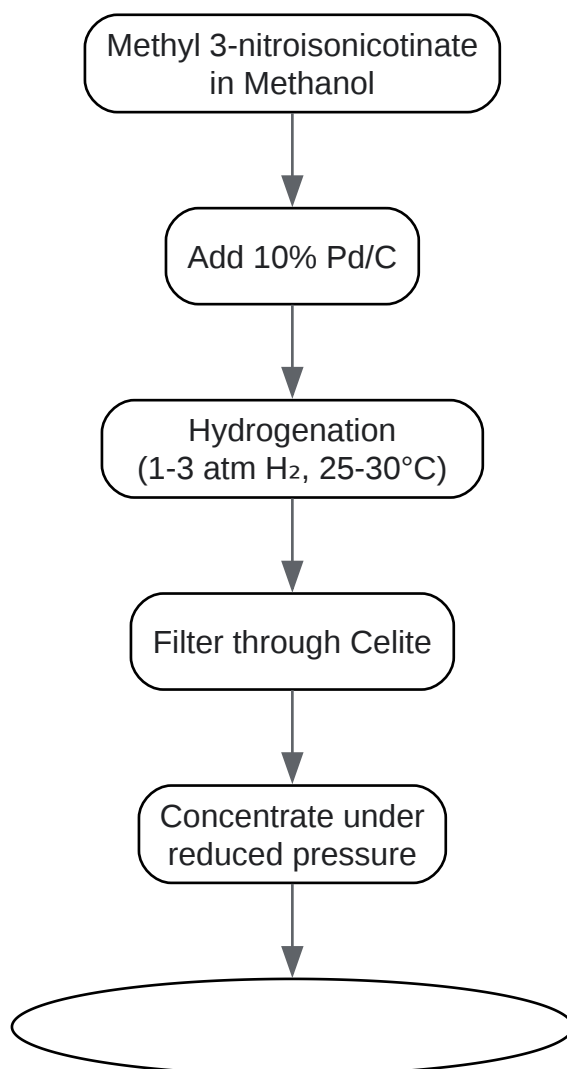 Methyl 3-nitroisonicotinate
in Methanol
Add 10% Pd/C
Hydrogenation
(1-3 atm H₂, 25-30°C)
Filter through Celite
Concentrate under
reduced pressure